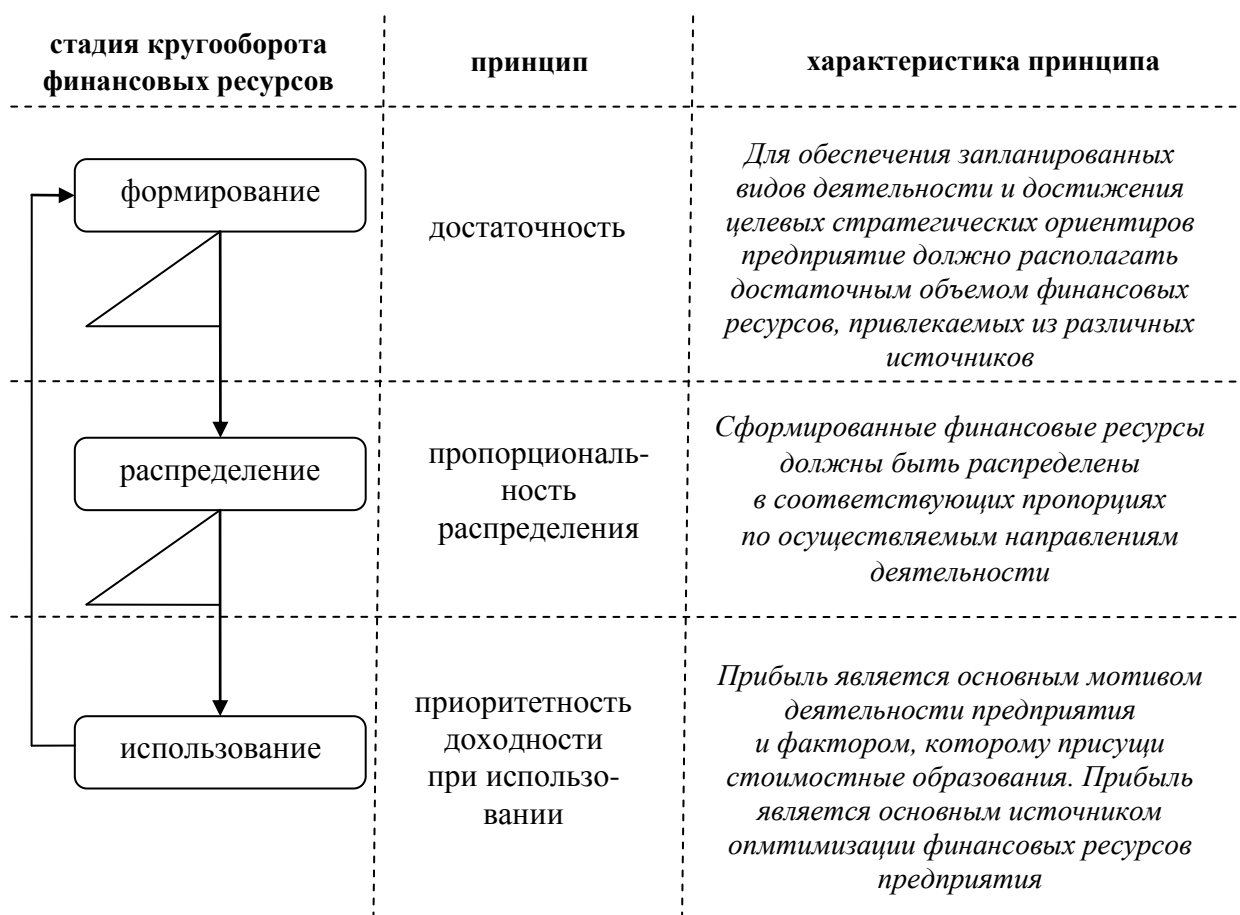 стадия кругооборота
финансовых ресурсов
принцип
характеристика принципа
формирование
достаточность
Для обеспечения запланированных
видов деятельности и достижения
целевых стратегических ориентиров
предприятие должно располагать
достаточным объемом финансовых
ресурсов, привлекаемых из различных
источников
распределение
пропорциональ-
ность
распределения
Сформированные финансовые ресурсы
должны быть распределены
в соответствующих пропорциях
по осуществляемым направлениям
деятельности
использование
приоритетность
доходности
при использо-
вании
Прибыль является основным мотивом
деятельности предприятия
и фактором, которому присущи
стоимостные образования. Прибыль
является основным источником
опмтимизации финансовых ресурсов
предприятия